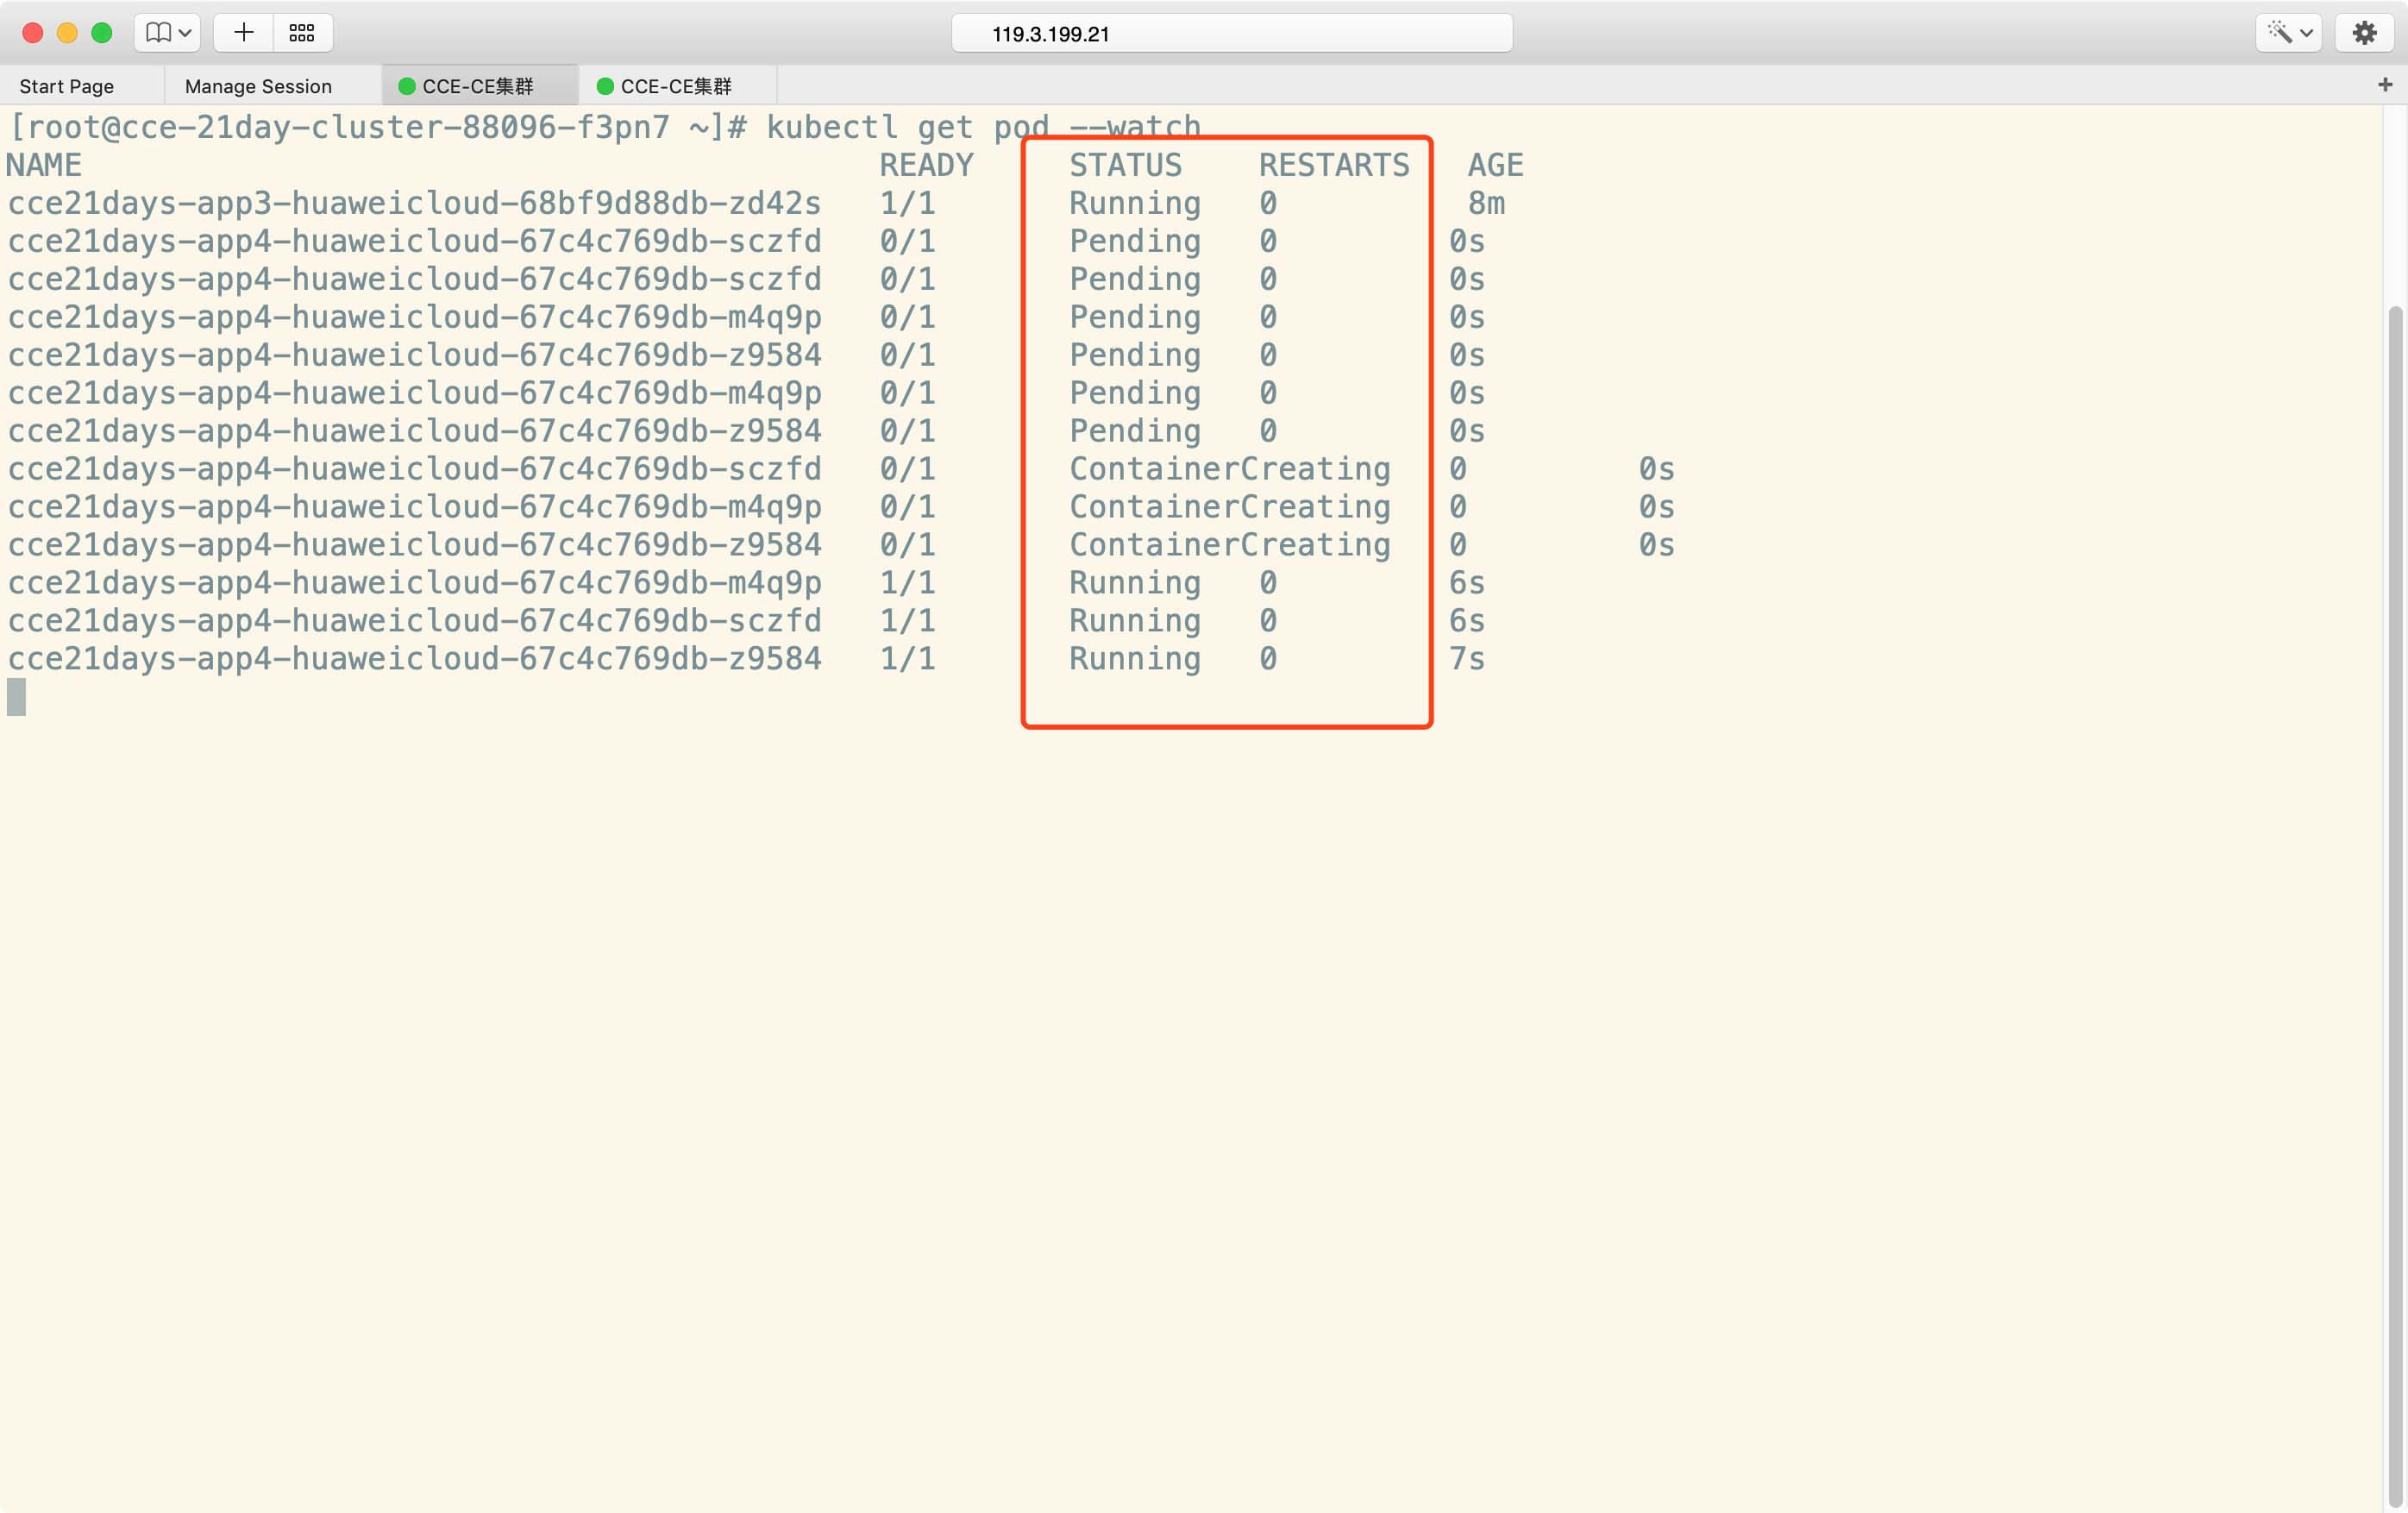 119.3.199.21
Start Page
Manage Session
CCE-CE集群
CCE-CE集群
[root@cce-21day-cluster-88096-f3pn7 ~]# kubectl get pod --watch
NAME READY STATUS RESTARTS AGE
cce21days-app3-huaweicloud-68bf9d88db-zd42s 1/1 Running 0 8m
cce21days-app4-huaweicloud-67c4c769db-sczfd 0/1 Pending 0 0s
cce21days-app4-huaweicloud-67c4c769db-sczfd 0/1 Pending 0 0s
cce21days-app4-huaweicloud-67c4c769db-m4q9p 0/1 Pending 0 0s
cce21days-app4-huaweicloud-67c4c769db-z9584 0/1 Pending 0 0s
cce21days-app4-huaweicloud-67c4c769db-m4q9p 0/1 Pending 0 0s
cce21days-app4-huaweicloud-67c4c769db-z9584 0/1 Pending 0 0s
cce21days-app4-huaweicloud-67c4c769db-sczfd 0/1 ContainerCreating 0 0s
cce21days-app4-huaweicloud-67c4c769db-m4q9p 0/1 ContainerCreating 0 0s
cce21days-app4-huaweicloud-67c4c769db-z9584 0/1 ContainerCreating 0 0s
cce21days-app4-huaweicloud-67c4c769db-m4q9p 1/1 Running 0 6s
cce21days-app4-huaweicloud-67c4c769db-sczfd 1/1 Running 0 6s
cce21days-app4-huaweicloud-67c4c769db-z9584 1/1 Running 0 7s